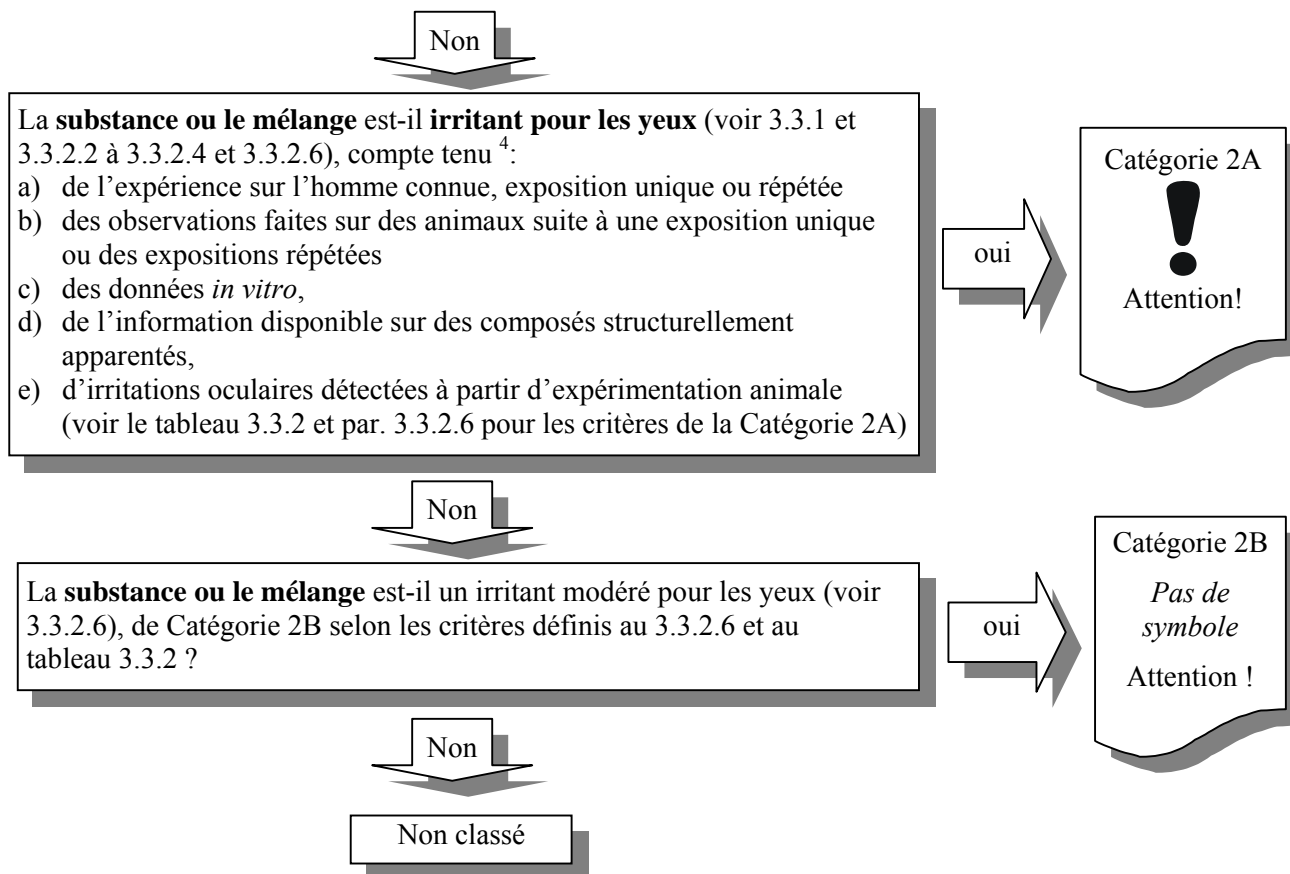 Non
La substance ou le mélange est-il irritant pour les yeux (voir 3.3.1 et
3.3.2.2 à 3.3.2.4 et 3.3.2.6), compte tenu 4:
a) de l'expérience sur l'homme connue, exposition unique ou répétée
b) des observations faites sur des animaux suite à une exposition unique
ou des expositions répétées
c) des données in vitro,
d) de l'information disponible sur des composés structurellement
apparentés,
e) d'irritations oculaires détectées à partir d'expérimentation animale
(voir le tableau 3.3.2 et par. 3.3.2.6 pour les critères de la Catégorie 2A)
oui
Catégorie 2A
!
Attention!
Non
La substance ou le mélange est-il un irritant modéré pour les yeux (voir
3.3.2.6), de Catégorie 2B selon les critères définis au 3.3.2.6 et au
tableau 3.3.2 ?
oui
Catégorie 2B
Pas de
symbole
Attention !
Non
Non classé